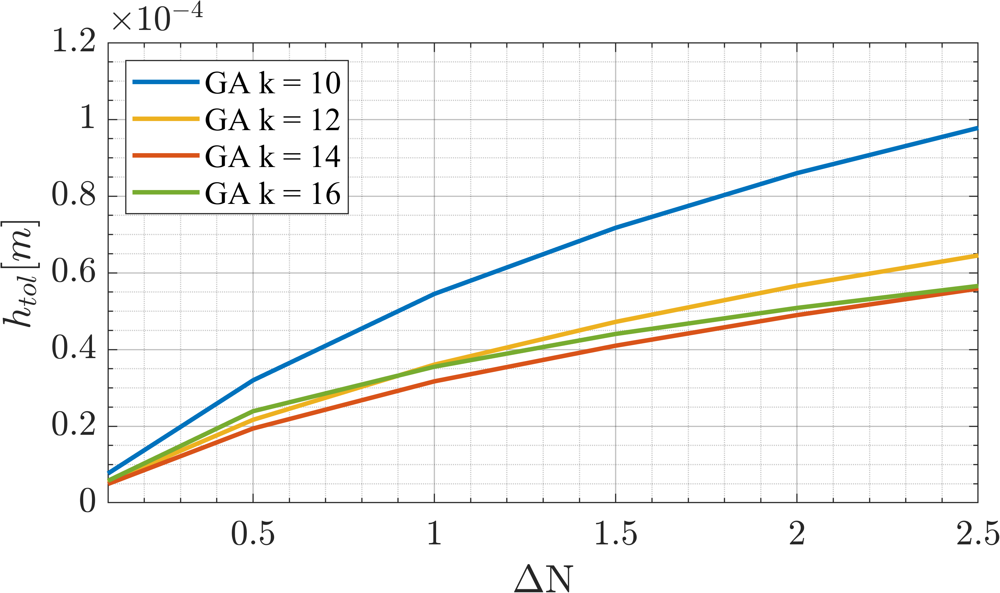 ×10⁻⁴
1.2
1
0.8
0.6
0.4
0.2
0
h_tol [m]
GA k = 10
GA k = 12
GA k = 14
GA k = 16
0.5 1 1.5 2 2.5
ΔN